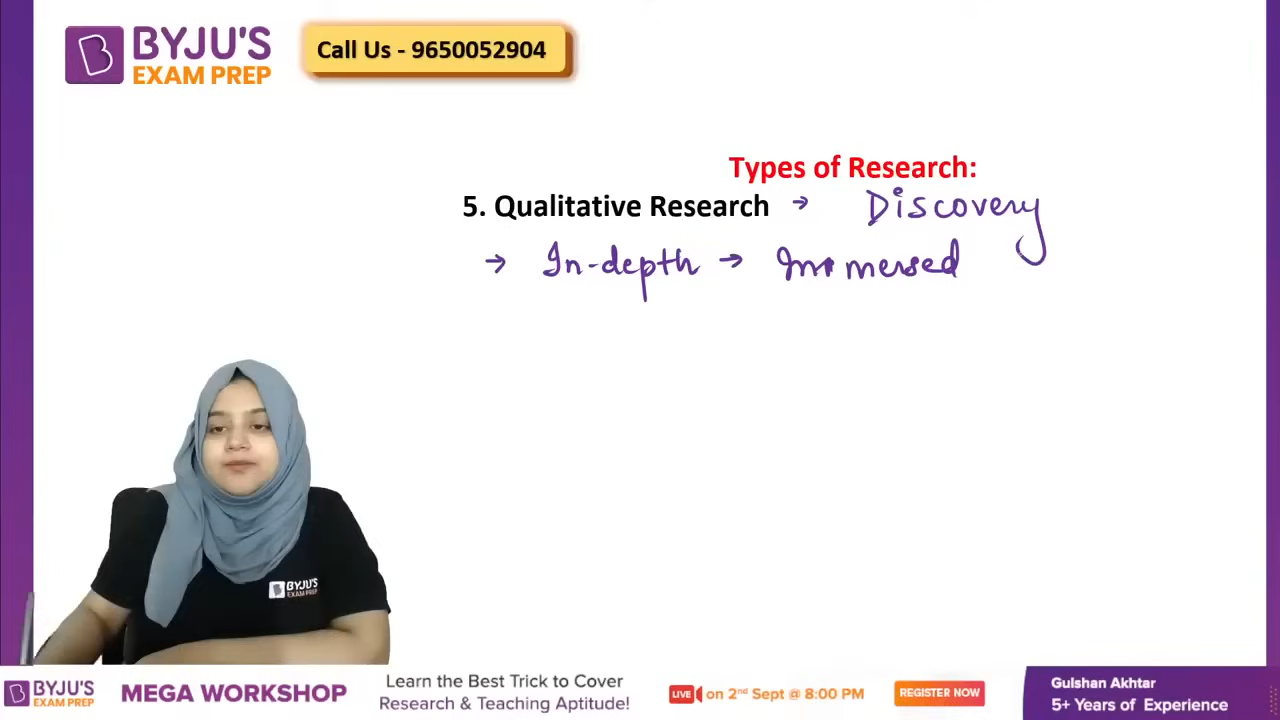 BYJU'S
EXAM PREP
Call Us - 9650052904
Types of Research:
5. Qualitative Research → Discovery
→ In-depth → Immersed
BYJU'S
EXAM PREP
BYJU'S
EXAM PREP
MEGA WORKSHOP
Learn the Best Trick to Cover
Research & Teaching Aptitude!
LIVE on 2nd Sept @ 8:00 PM
REGISTER NOW
Gulshan Akhtar
5+ Years of Experience